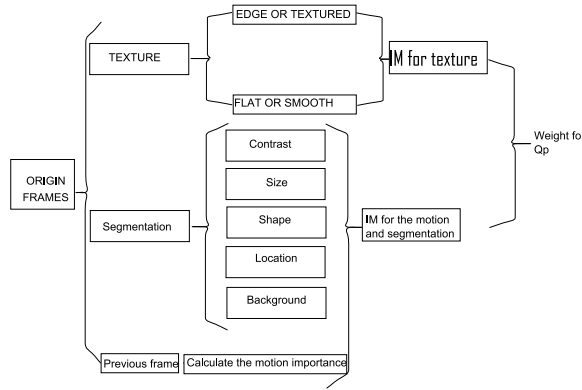 EDGE OR TEXTURED
TEXTURE
IM for texture
FLAT OR SMOOTH
Contrast
Weight fo
Qp
ORIGIN
FRAMES
Size
Segmentation
Shape
IM for the motion
and segmentation
Location
Background
Previous frame
Calculate the motion importance